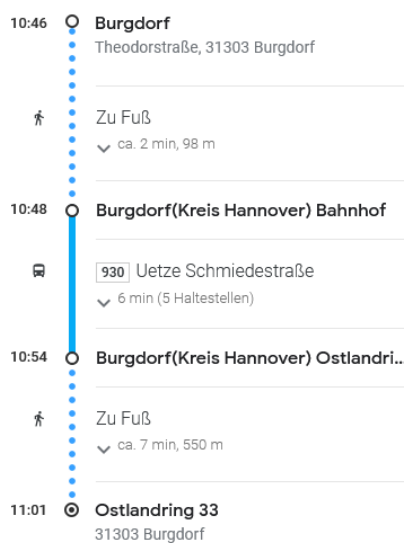 10:46 Burgdorf
Theodorstraße, 31303 Burgdorf
Zu Fuß
ca. 2 min, 98 m
10:48 Burgdorf(Kreis Hannover) Bahnhof
930 Uetze Schmiedestraße
6 min (5 Haltestellen)
10:54 Burgdorf(Kreis Hannover) Ostlandri...
Zu Fuß
ca. 7 min, 550 m
11:01 Ostlandring 33
31303 Burgdorf